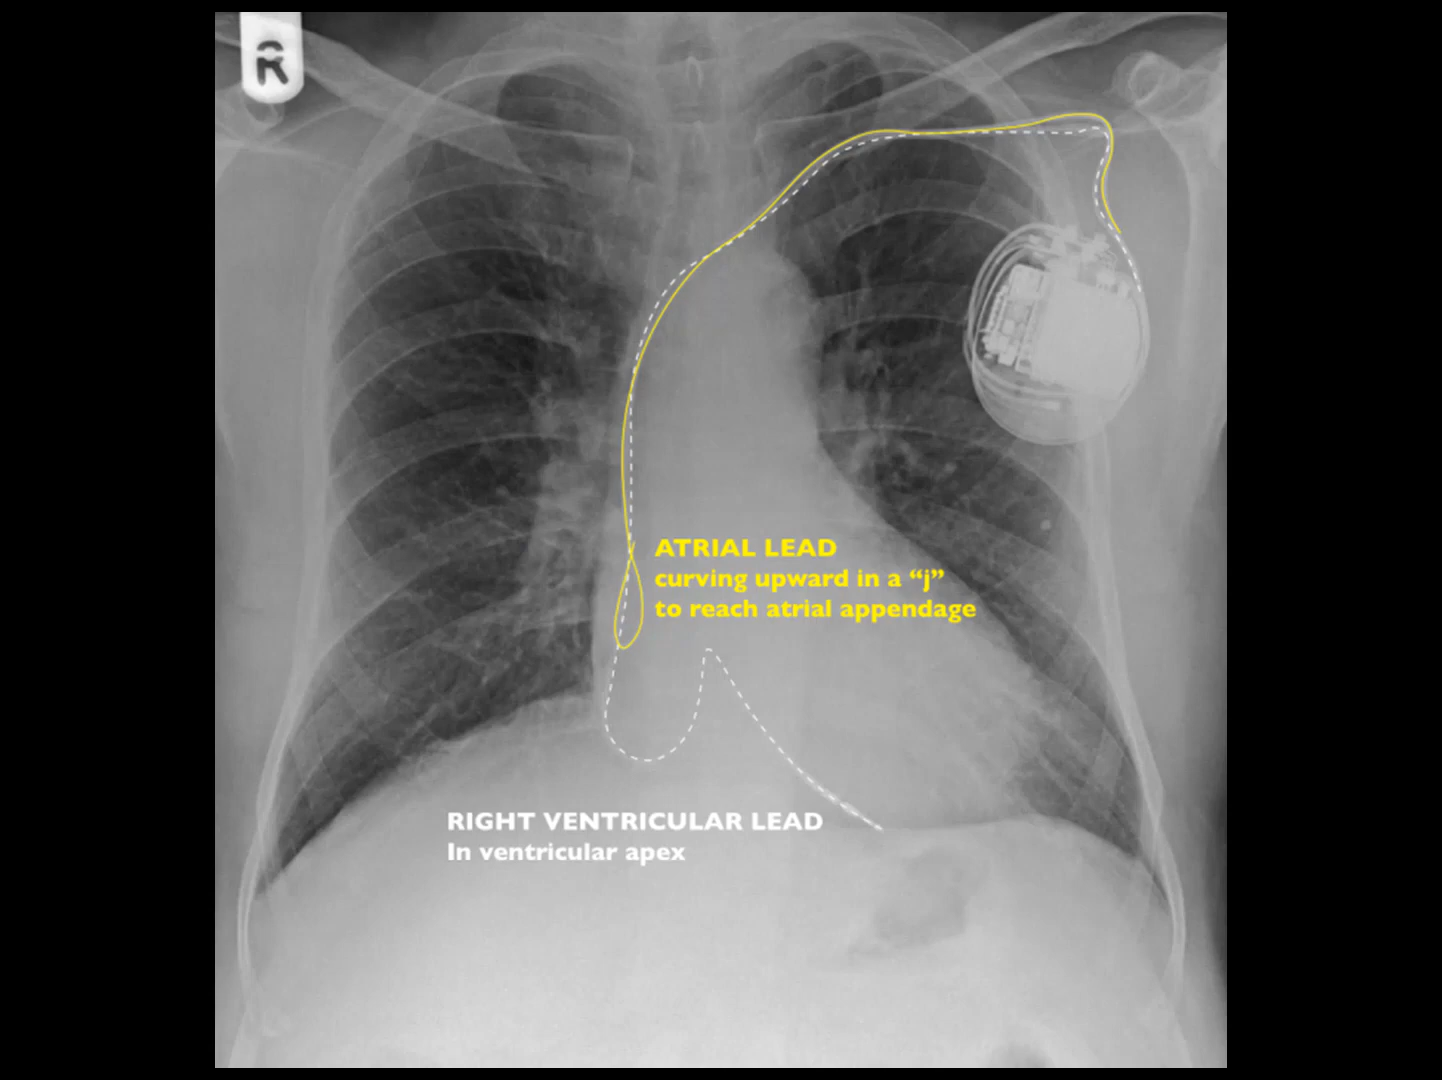 R
ATRIAL LEAD
curving upward in a “j”
to reach atrial appendage
RIGHT VENTRICULAR LEAD
In ventricular apex